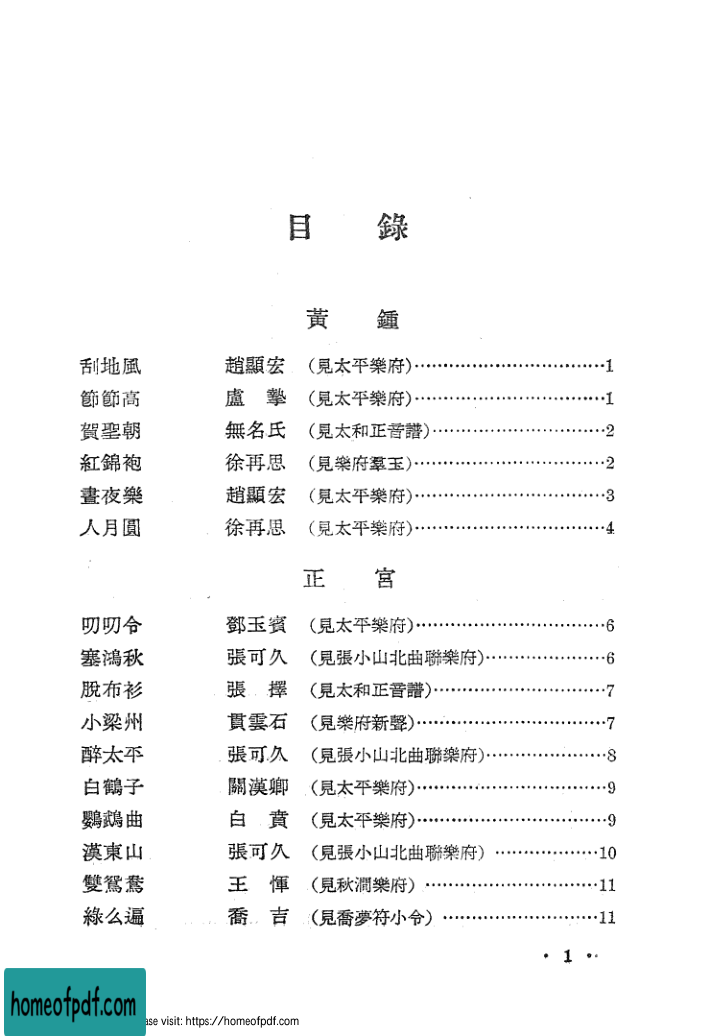 目　錄
黃　鍾
刮地風　趙顯宏　(見太平樂府)………………………………1
節節高　盧　摯　(見太平樂府)………………………………1
賀聖朝　無名氏　(見太和正音譜)……………………………2
紅錦袍　徐再思　(見樂府羣玉)………………………………2
晝夜樂　趙顯宏　(見太平樂府)………………………………3
人月圓　徐再思　(見太平樂府)………………………………4
正　宮
叨叨令　鄧玉賓　(見太平樂府)………………………………6
塞鴻秋　張可久　(見張小山北曲聯樂府)……………………6
脫布衫　張　擇　(見太和正音譜)……………………………7
小梁州　貫雲石　(見樂府新聲)………………………………7
醉太平　張可久　(見張小山北曲聯樂府)……………………8
白鶴子　關漢卿　(見太平樂府)………………………………9
鸚鵡曲　白　賁　(見太平樂府)………………………………9
漢東山　張可久　(見張小山北曲聯樂府)…………………10
雙鴛鴦　王　惲　(見秋澗樂府)……………………………11
綠么遍　喬　吉　(見喬夢符小令)…………………………11
· 1 ·
homeofpdf.com
ase visit: https://homeofpdf.com